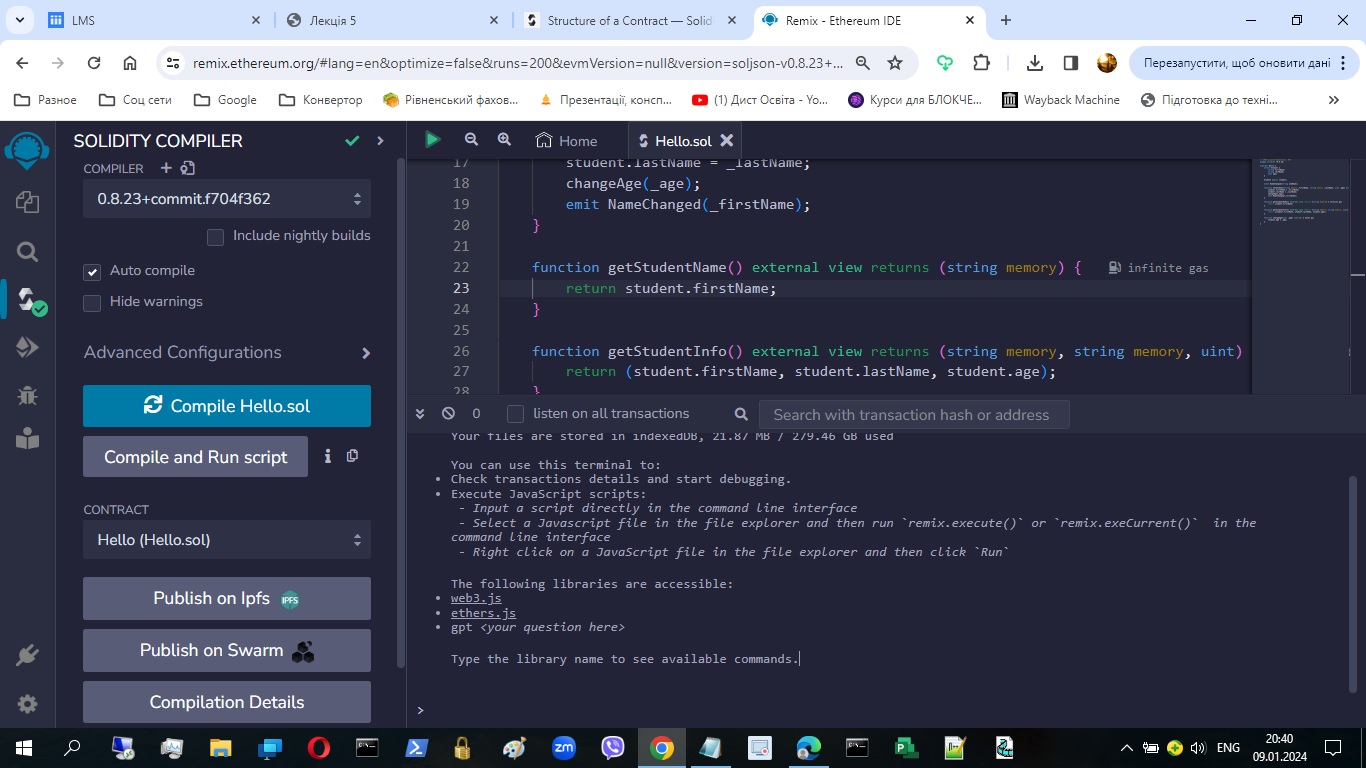 LMS
Лекція 5
Structure of a Contract — Solid
Remix - Ethereum IDE
remix.ethereum.org/#lang=en&optimize=false&runs=200&evmVersion=null&version=soljson-v0.8.23+...
Перезапустити, щоб оновити дані
Разное
Соц сети
Google
Конвертор
Рівненський фахов...
Презентації, консп...
(1) Дист Освіта - Yo...
Курси для БЛОКЧЕ...
Wayback Machine
Підготовка до техні...
SOLIDITY COMPILER
COMPILER
0.8.23+commit.f704f362
Include nightly builds
Auto compile
Hide warnings
Advanced Configurations
Compile Hello.sol
Compile and Run script
CONTRACT
Hello (Hello.sol)
Publish on Ipfs
IPFS
Publish on Swarm
Compilation Details
Home
Hello.sol
17 student.lastName = _lastName;
18 changeAge(_age);
19 emit NameChanged(_firstName);
20 }
21
22 function getStudentName() external view returns (string memory) { infinite gas
23 return student.firstName;
24 }
25
26 function getStudentInfo() external view returns (string memory, string memory, uint)
27 return (student.firstName, student.lastName, student.age);
28 }
0
listen on all transactions
Search with transaction hash or address
Your files are stored in indexedDB, 21.87 MB / 279.46 GB used
You can use this terminal to:
• Check transactions details and start debugging.
• Execute JavaScript scripts:
- Input a script directly in the command line interface
- Select a Javascript file in the file explorer and then run `remix.execute()` or `remix.exeCurrent()` in the
command line interface
- Right click on a JavaScript file in the file explorer and then click `Run`
The following libraries are accessible:
• web3.js
• ethers.js
• gpt <your question here>
Type the library name to see available commands.
>
zm
ENG
20:40
09.01.2024